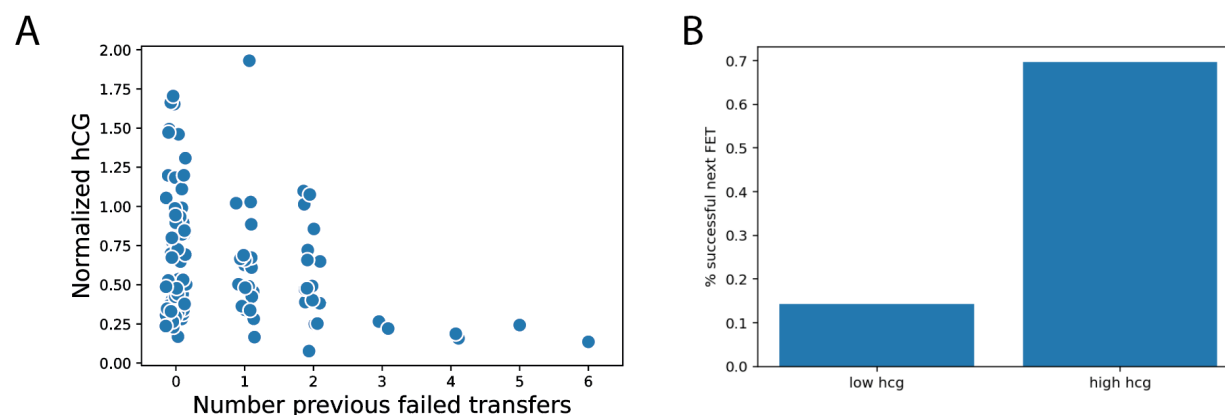 A
2.00
1.75
1.50
1.25
1.00
0.75
0.50
0.25
0.00
Normalized hCG
0 1 2 3 4 5 6
Number previous failed transfers
B
0.7
0.6
0.5
0.4
0.3
0.2
0.1
0.0
% successful next FET
low hcg high hcg